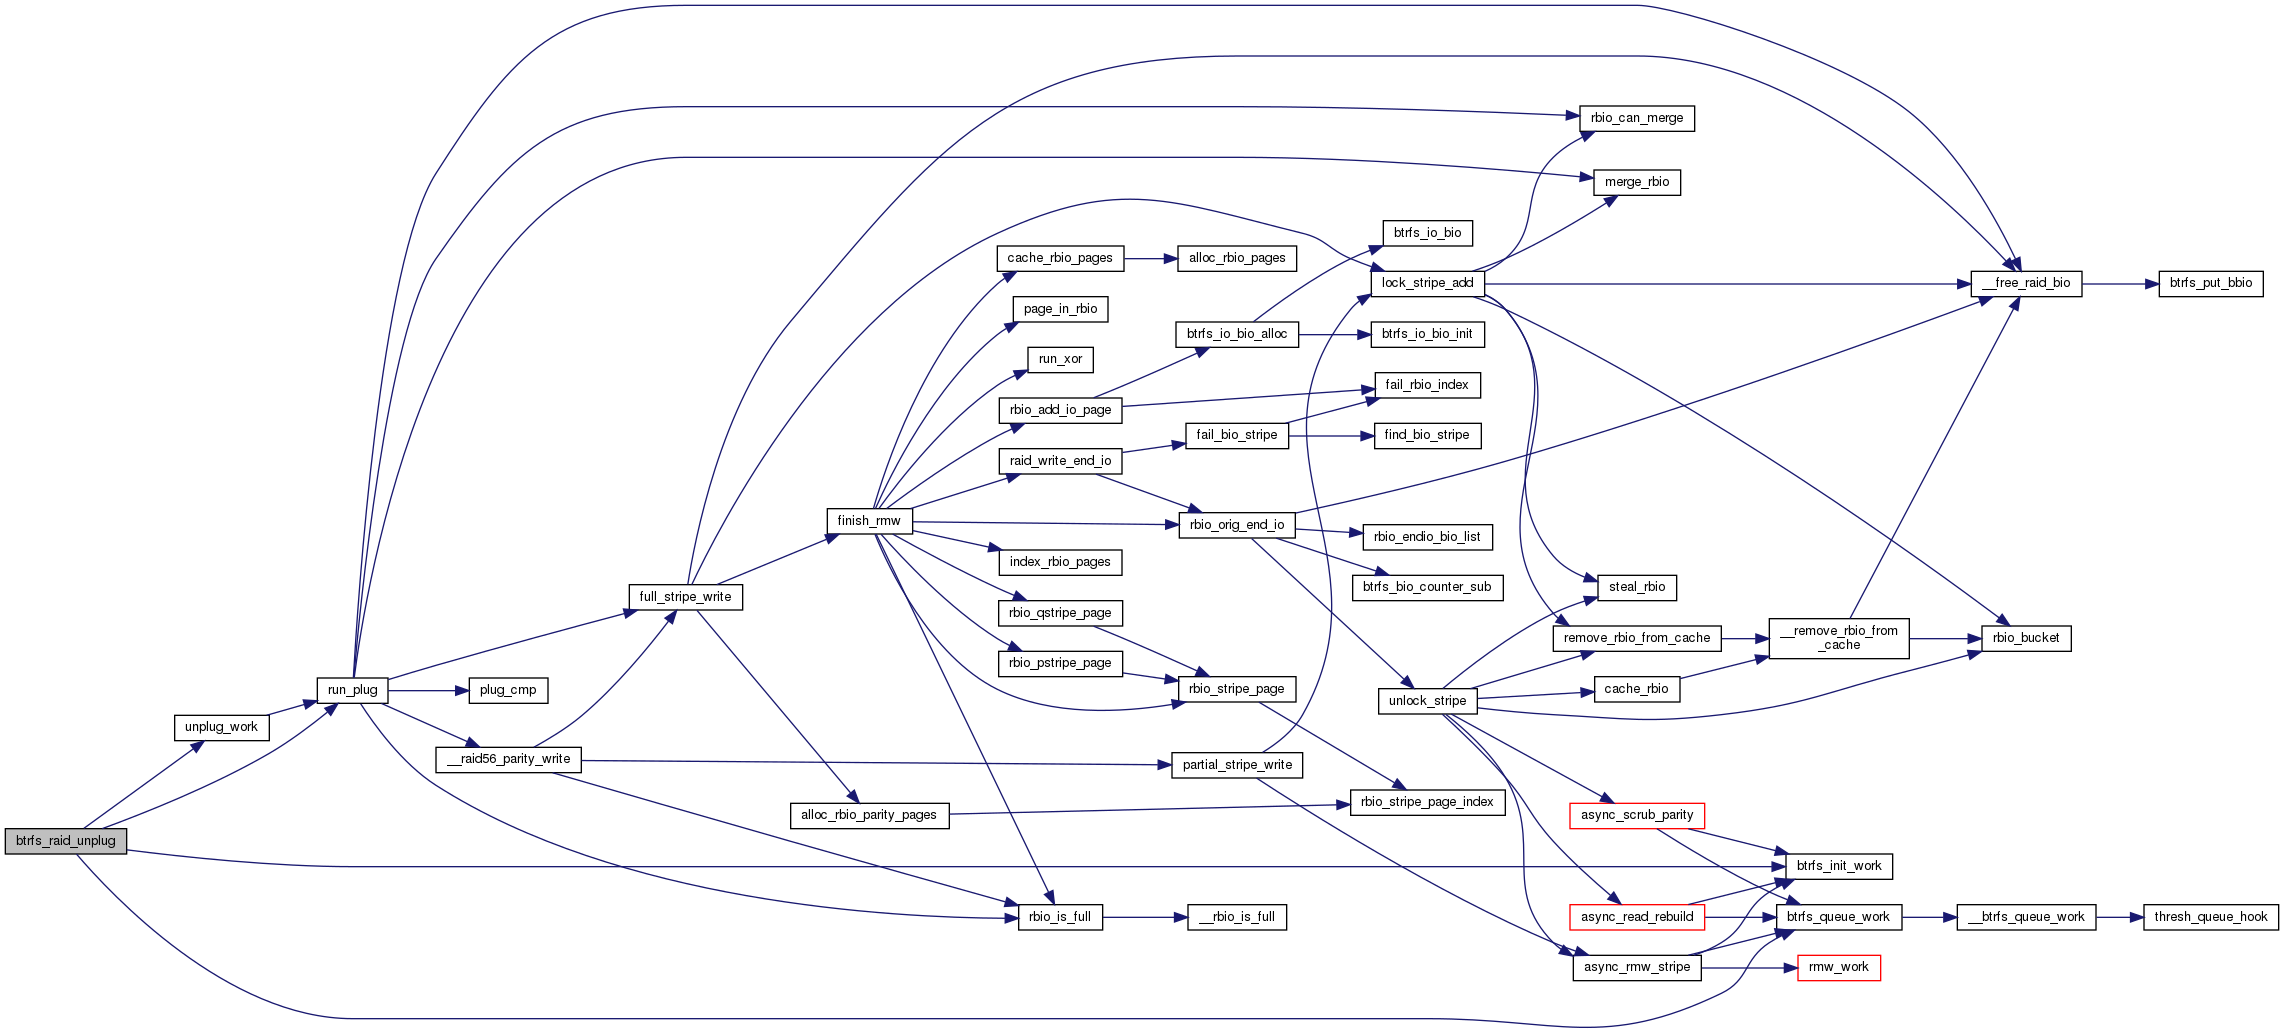 btrfs_raid_unplug
unplug_work
run_plug
plug_cmp
__raid56_parity_write
full_stripe_write
alloc_rbio_parity_pages
finish_rmw
cache_rbio_pages
page_in_rbio
run_xor
rbio_add_io_page
raid_write_end_io
index_rbio_pages
rbio_qstripe_page
rbio_pstripe_page
rbio_is_full
alloc_rbio_pages
btrfs_io_bio_alloc
fail_bio_stripe
rbio_orig_end_io
rbio_stripe_page
partial_stripe_write
__rbio_is_full
btrfs_io_bio
lock_stripe_add
btrfs_io_bio_init
fail_rbio_index
find_bio_stripe
rbio_endio_bio_list
btrfs_bio_counter_sub
unlock_stripe
rbio_stripe_page_index
rbio_can_merge
merge_rbio
steal_rbio
remove_rbio_from_cache
cache_rbio
async_scrub_parity
async_read_rebuild
async_rmw_stripe
__remove_rbio_from
_cache
btrfs_init_work
btrfs_queue_work
rmw_work
__free_raid_bio
rbio_bucket
__btrfs_queue_work
btrfs_put_bbio
thresh_queue_hook